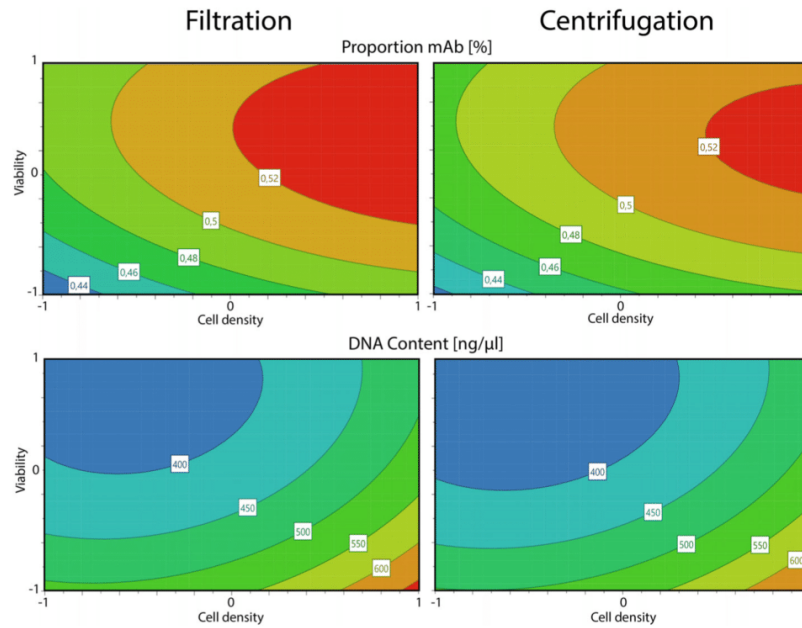 Filtration Centrifugation
Proportion mAb [%]
1
0,52
0,52
Viability
0
0,5
0,5
0,48
0,48
0,46
0,46
0,44
0,44
-1
-1 0 1 -1 0 1
Cell density Cell density
DNA Content [ng/µl]
1
Viability
400
400
0
450
450
500
500
550
550
600
600
-1
-1 0 1 -1 0 1
Cell density Cell density